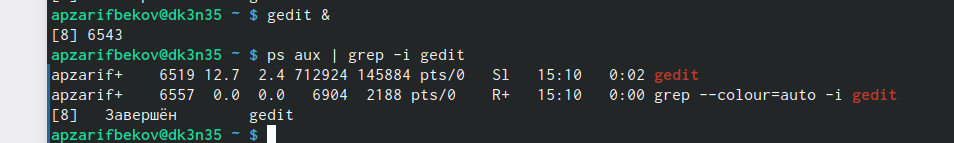 apzarifbekov@dk3n35 ~ $ gedit &
[8] 6543
apzarifbekov@dk3n35 ~ $ ps aux | grep -i gedit
apzarif+    6519 12.7  2.4 712924 145884 pts/0   Sl   15:10   0:02 gedit
apzarif+    6557  0.0  0.0   6904  2188 pts/0    R+   15:10   0:00 grep --colour=auto -i gedit
[8]   Завершён        gedit
apzarifbekov@dk3n35 ~ $